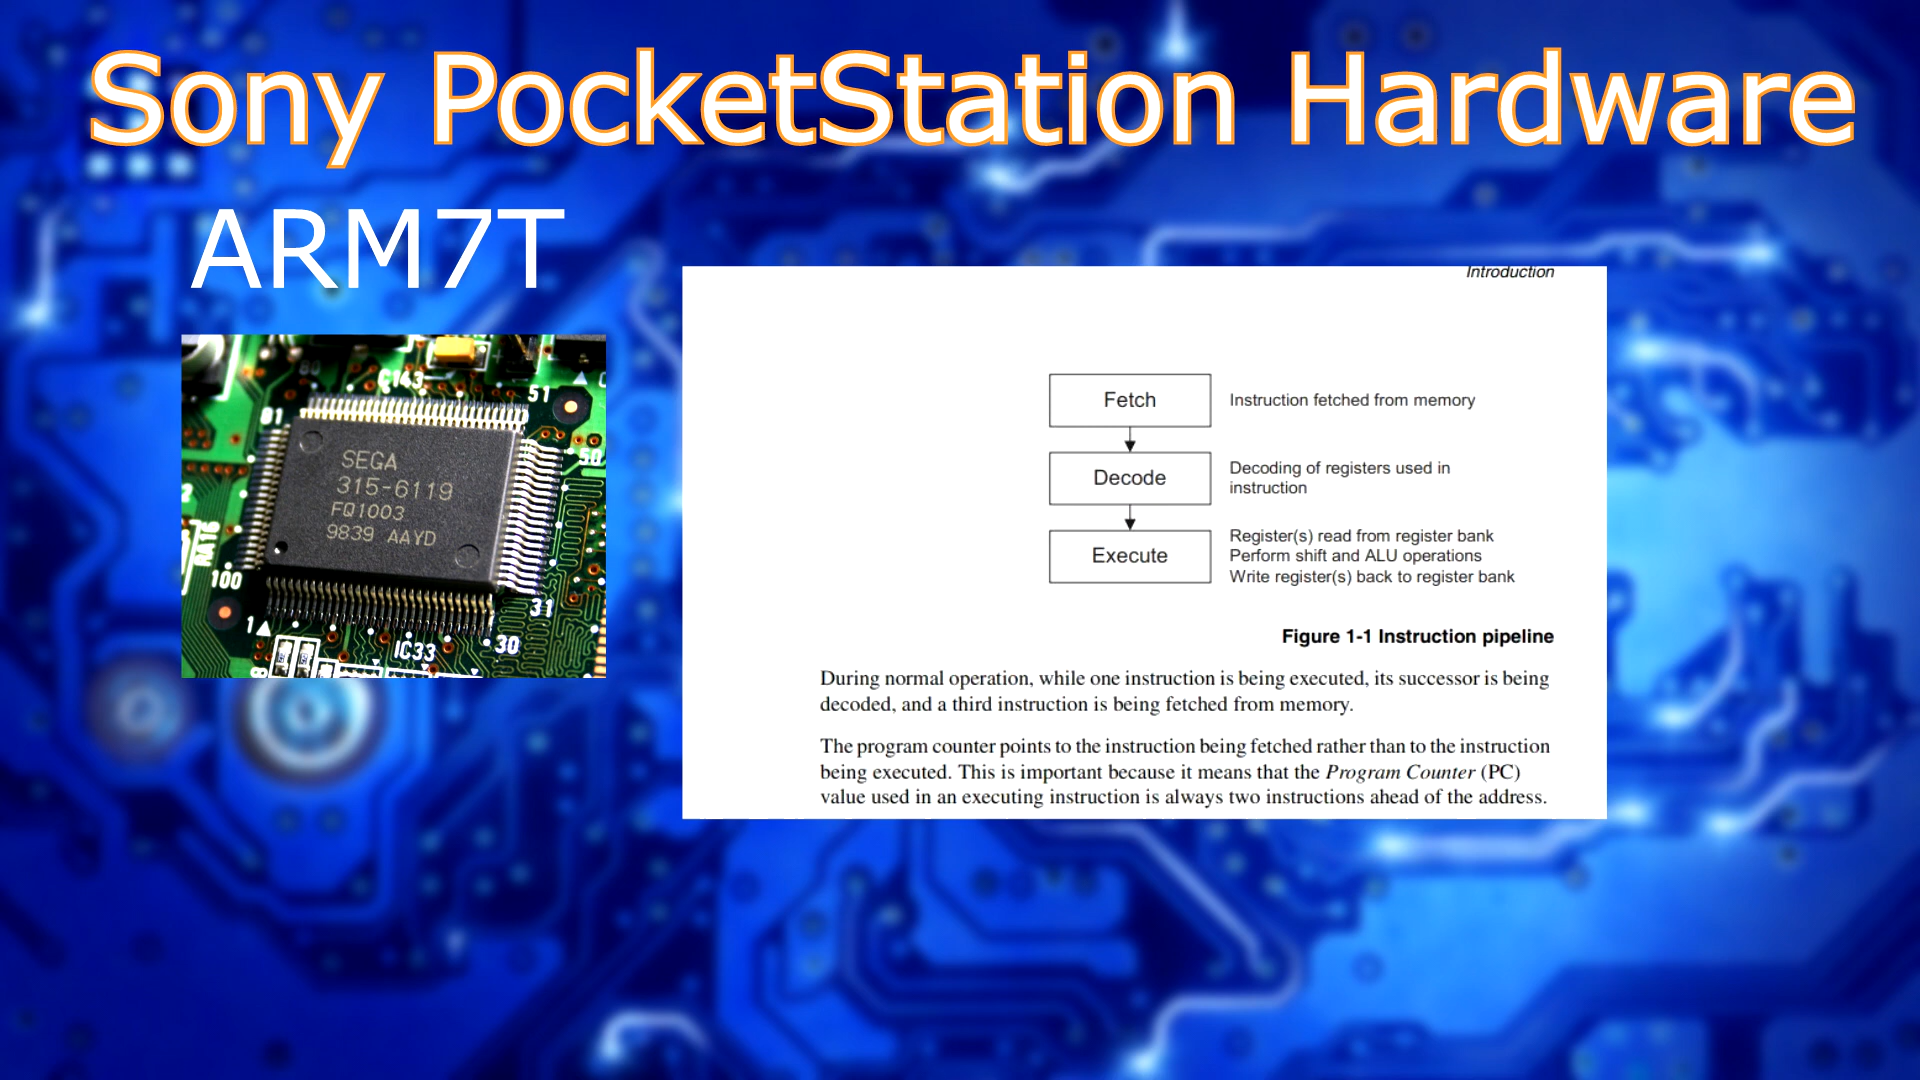 Sony PocketStation Hardware
ARM7T
Introduction
C143
51
80
81
50
SEGA
315-6119
FQ1003
9839 AAYD
100
31
1
30
IC33
Fetch
Instruction fetched from memory
Decode
Decoding of registers used in
instruction
Execute
Register(s) read from register bank
Perform shift and ALU operations
Write register(s) back to register bank
Figure 1-1 Instruction pipeline
During normal operation, while one instruction is being executed, its successor is being
decoded, and a third instruction is being fetched from memory.
The program counter points to the instruction being fetched rather than to the instruction
being executed. This is important because it means that the Program Counter (PC)
value used in an executing instruction is always two instructions ahead of the address.